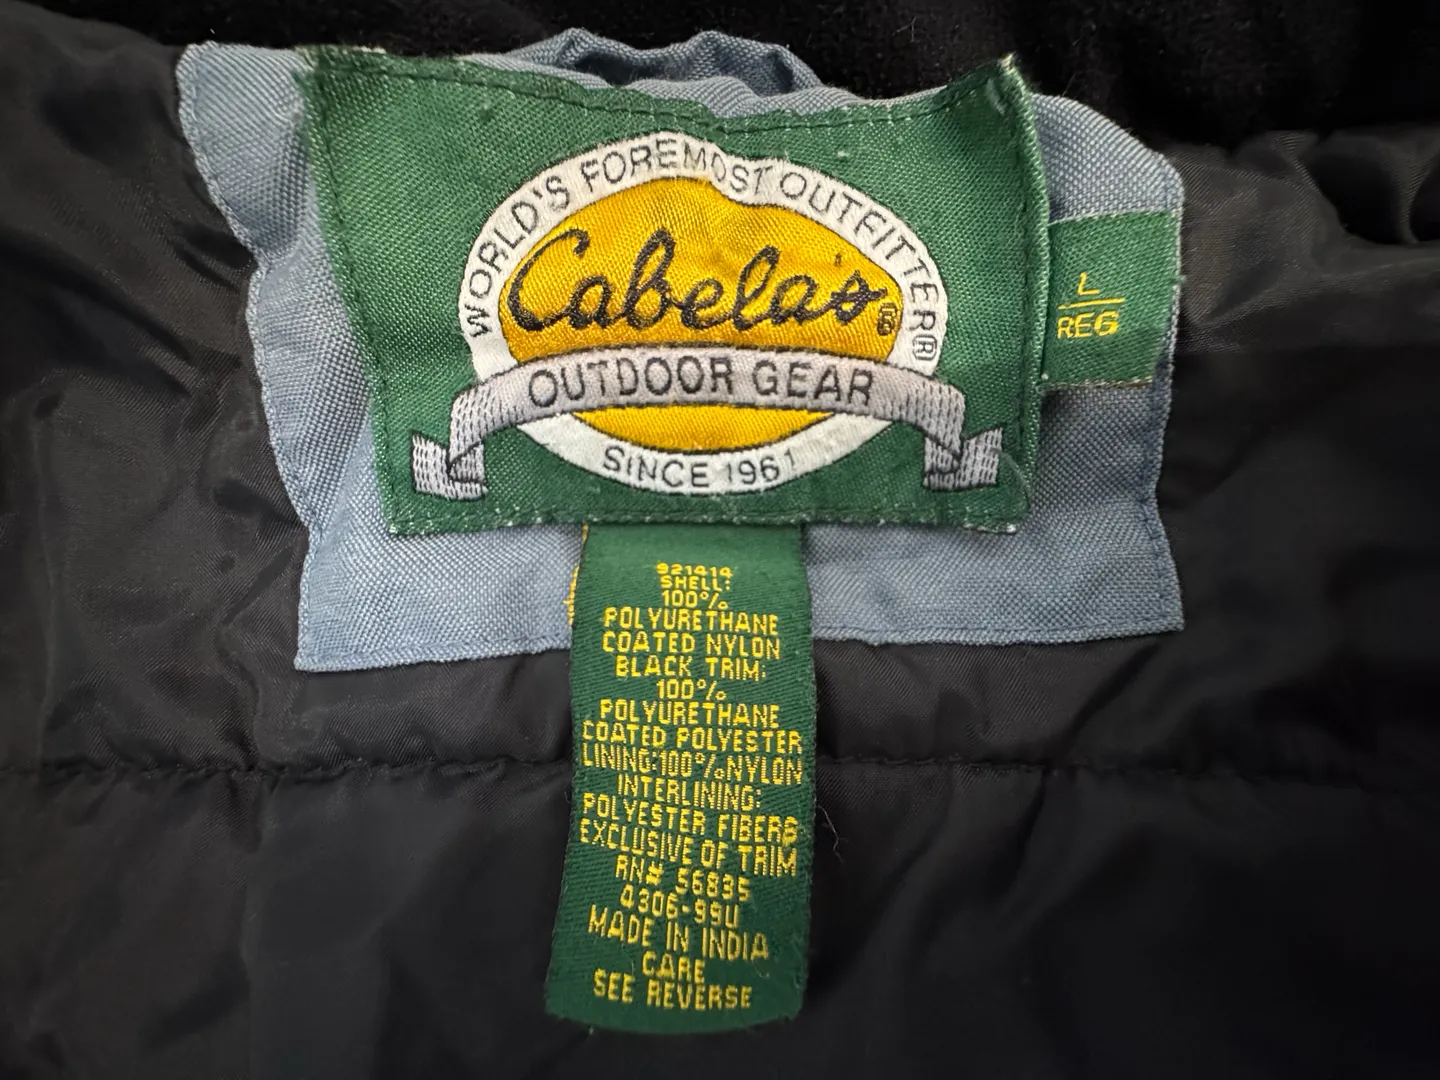 WORLD'S FOREMOST OUTFITTER®
Cabela's®
OUTDOOR GEAR
SINCE 1961
L
REG
921414
SHELL:
100%
POLYURETHANE
COATED NYLON
BLACK TRIM:
100%
POLYURETHANE
COATED POLYESTER
LINING:100%NYLON
INTERLINING:
POLYESTER FIBERS
EXCLUSIVE OF TRIM
RN# 56835
4306-99U
MADE IN INDIA
CARE
SEE REVERSE